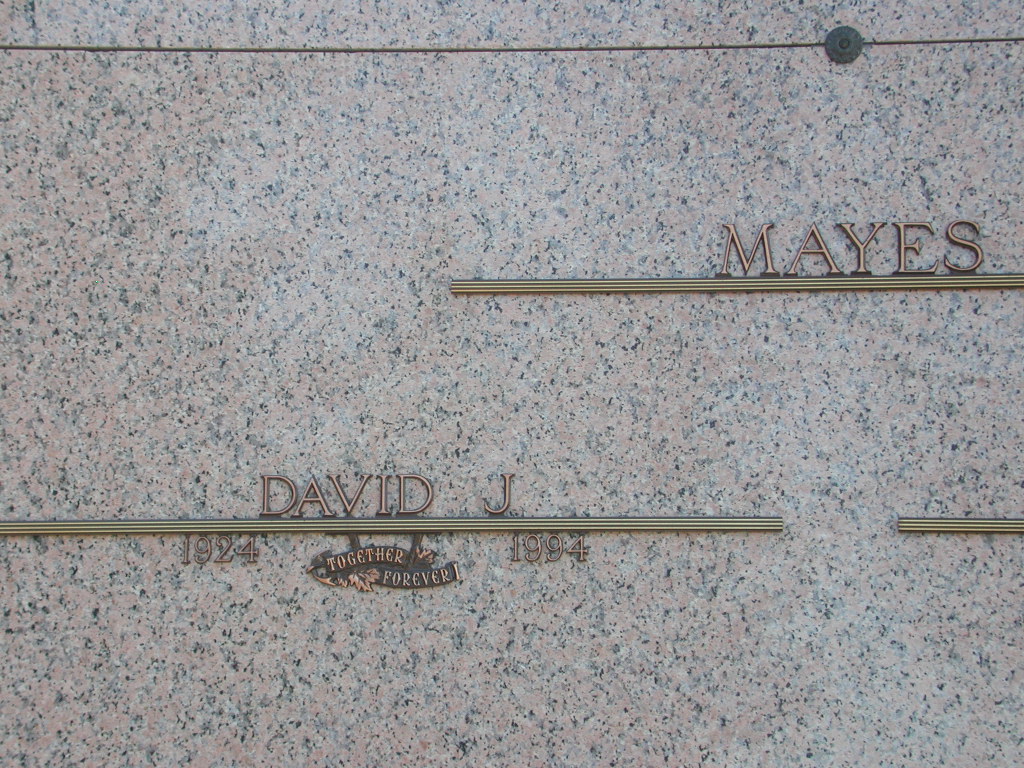 MAYES
DAVID J
1924 1994
TOGETHER
FOREVER